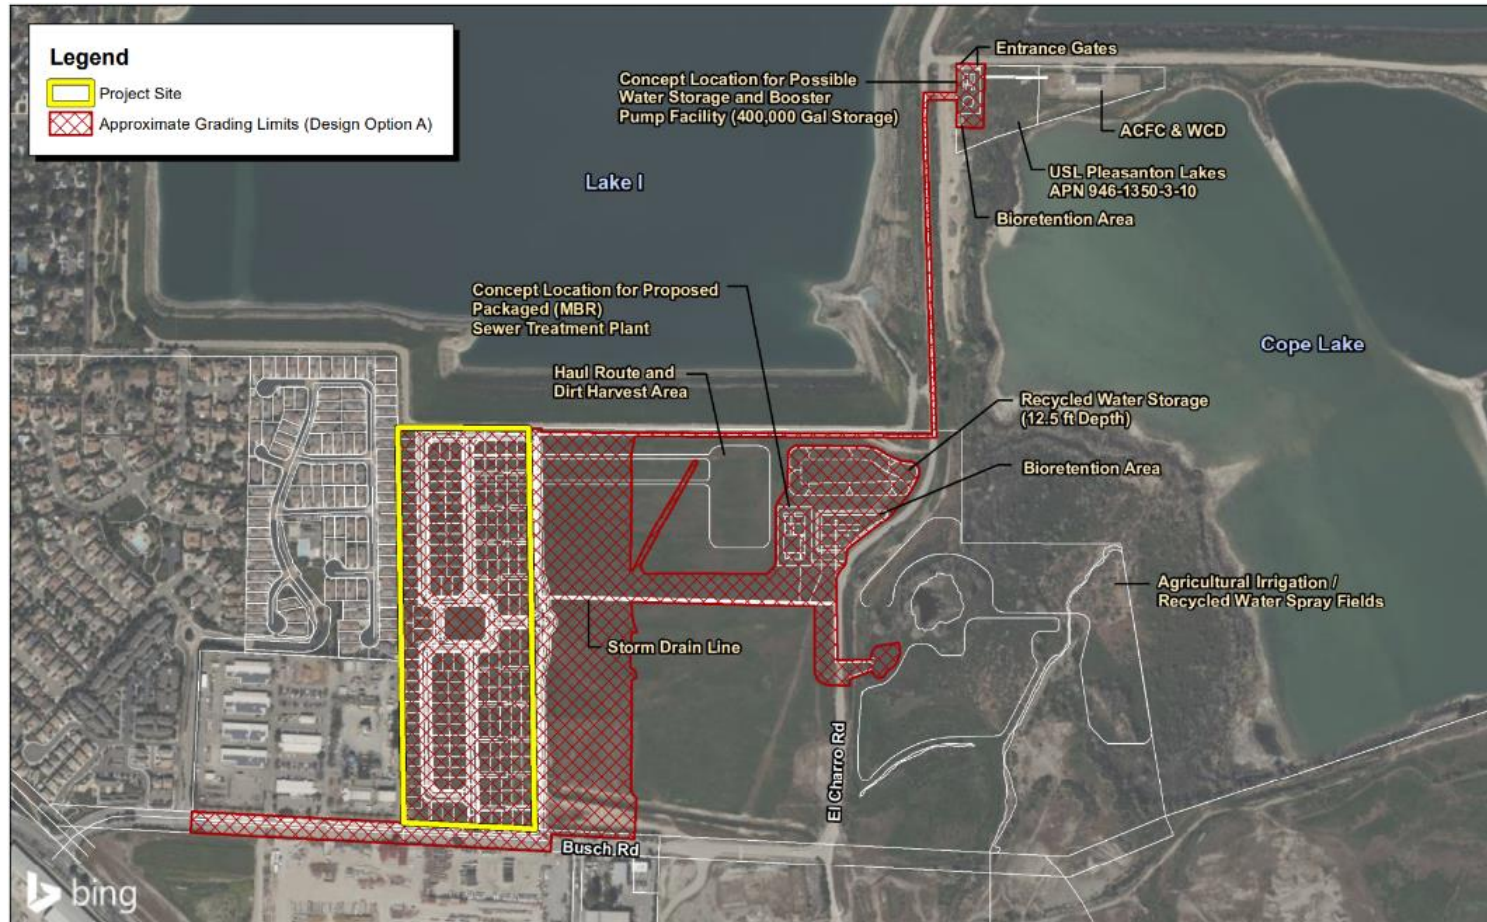 Legend
Project Site
Approximate Grading Limits (Design Option A)
Entrance Gates
Concept Location for Possible
Water Storage and Booster
Pump Facility (400,000 Gal Storage)
ACFC & WCD
Lake I
USL Pleasanton Lakes
APN 946-1350-3-10
Bioretention Area
Concept Location for Proposed
Packaged (MBR)
Sewer Treatment Plant
Cope Lake
Haul Route and
Dirt Harvest Area
Recycled Water Storage
(12.5 ft Depth)
Bioretention Area
Agricultural Irrigation /
Recycled Water Spray Fields
Storm Drain Line
El Charro Rd
Busch Rd
bing